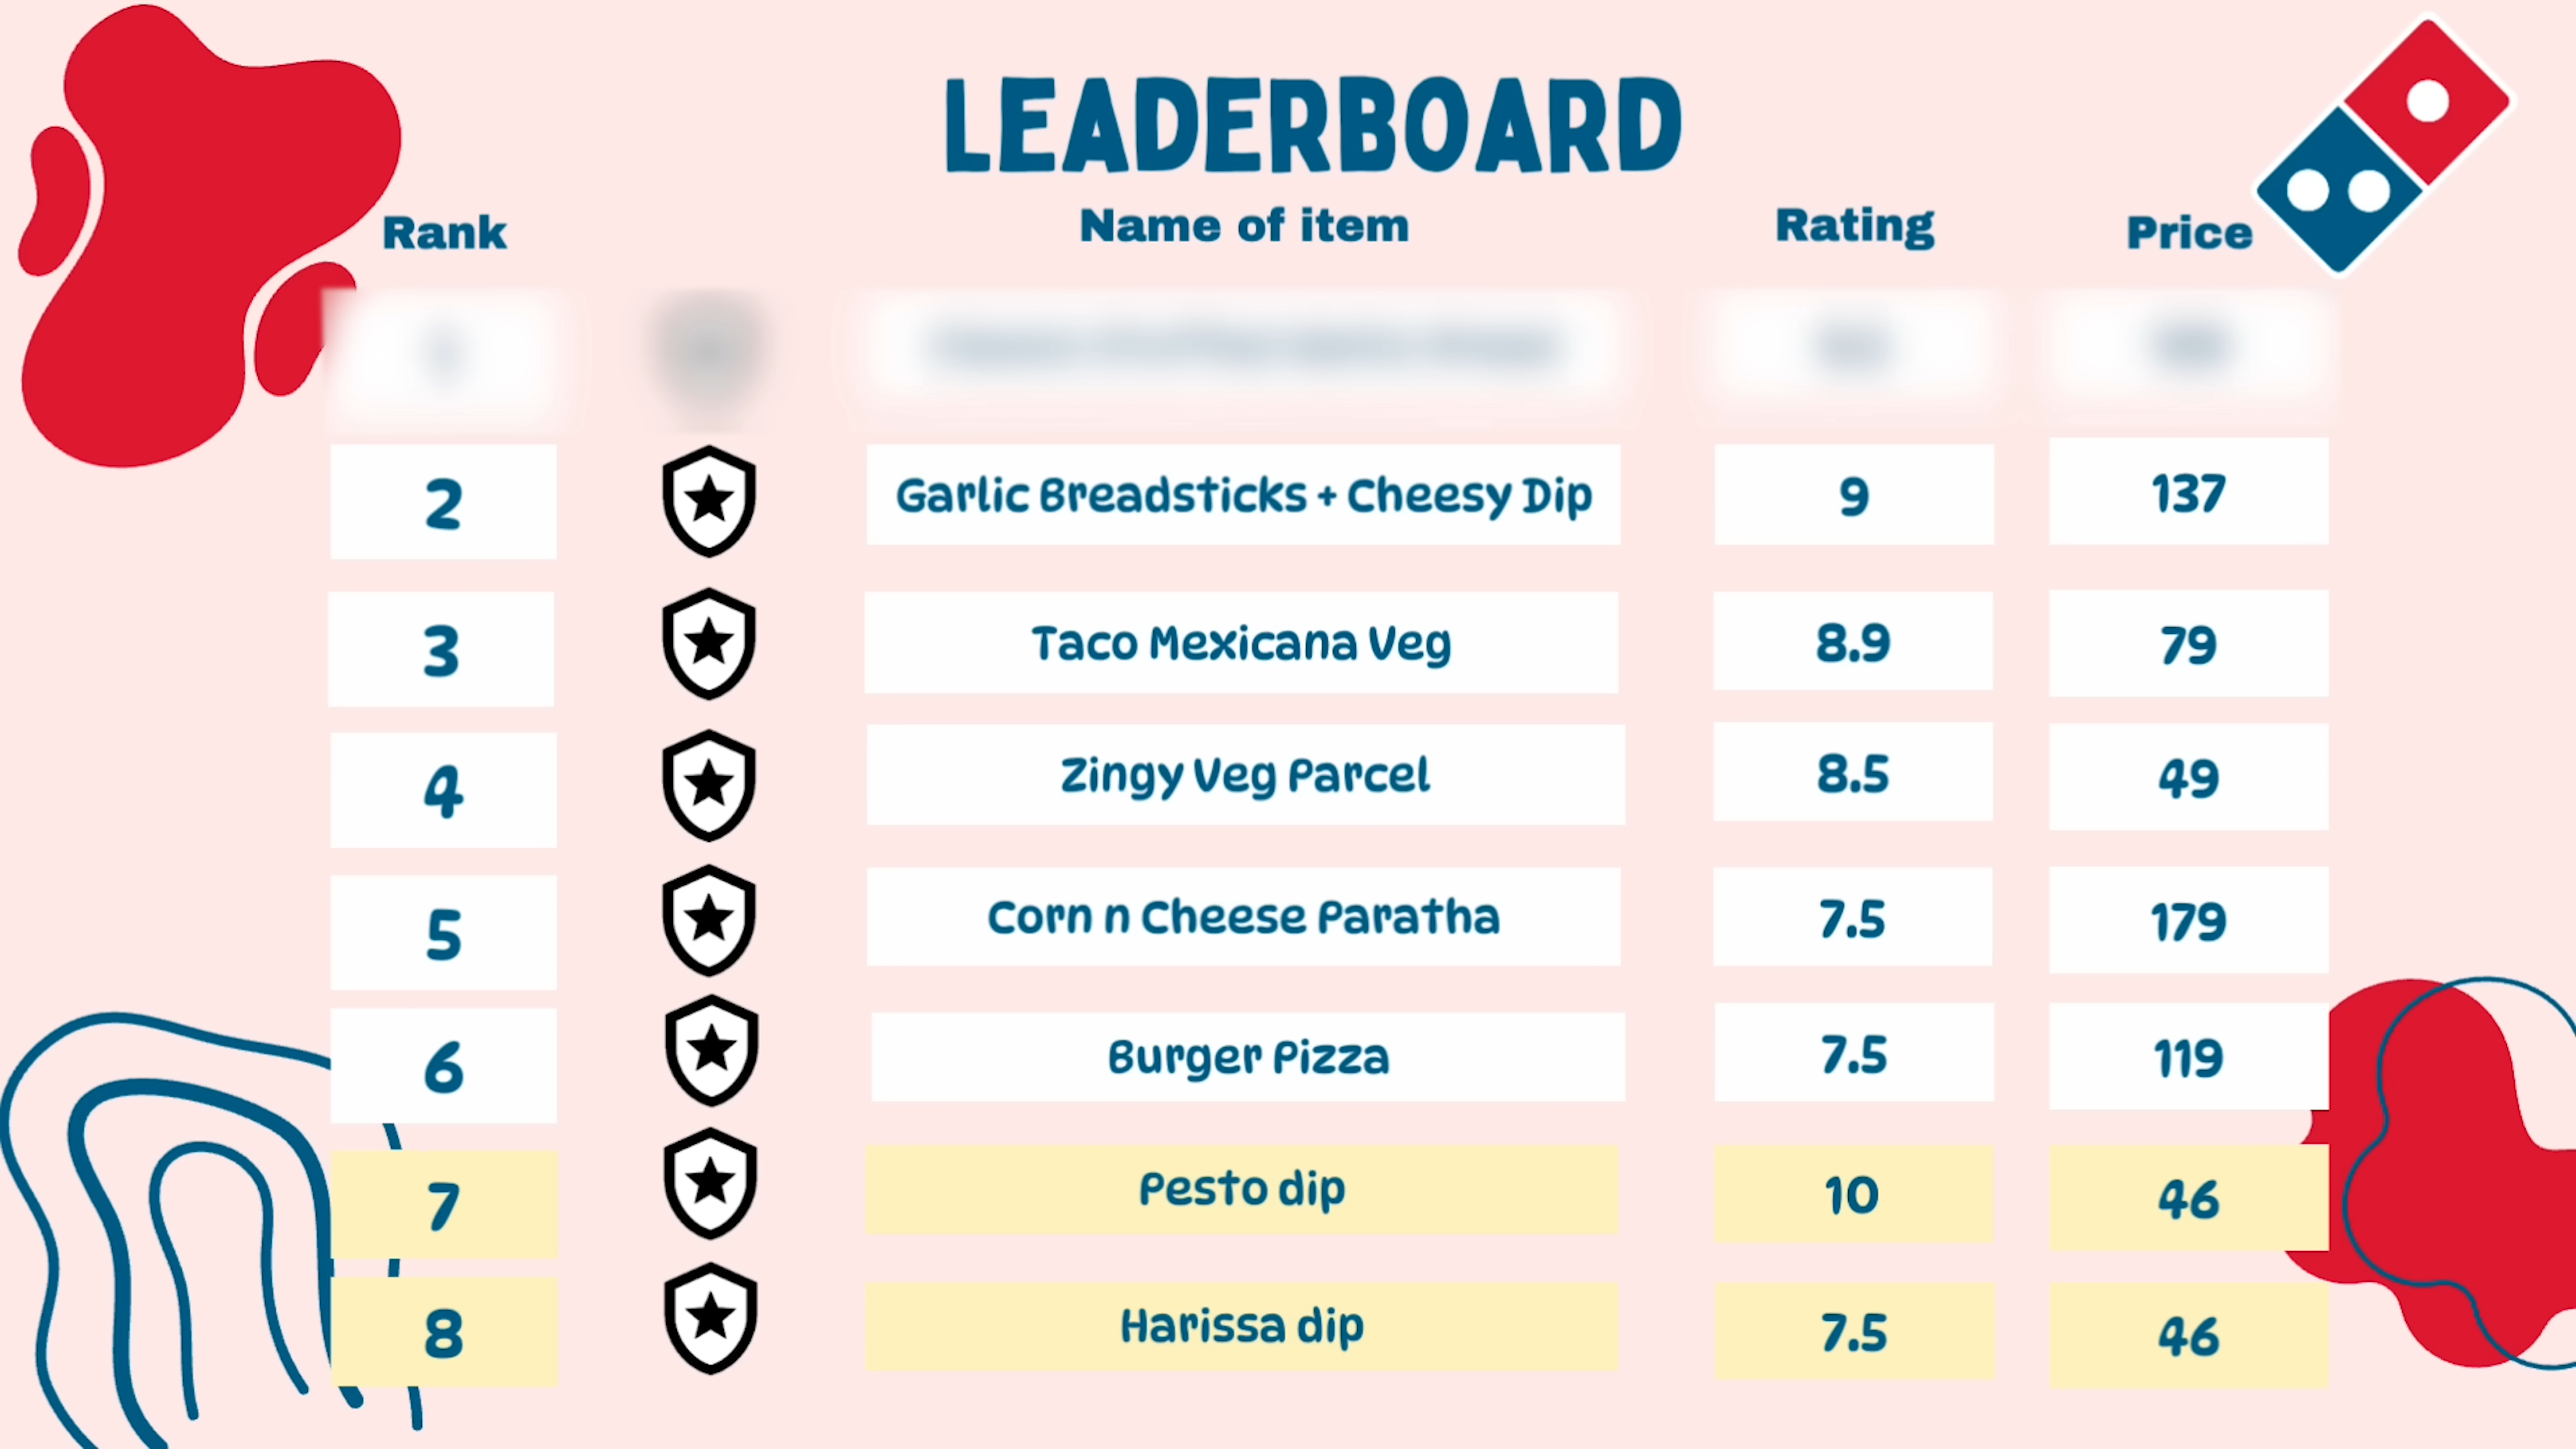 LEADERBOARD
Rank Name of item Rating Price
2 Garlic Breadsticks + Cheesy Dip 9 137
3 Taco Mexicana Veg 8.9 79
4 Zingy Veg Parcel 8.5 49
5 Corn n Cheese Paratha 7.5 179
6 Burger Pizza 7.5 119
7 Pesto dip 10 46
8 Harissa dip 7.5 46